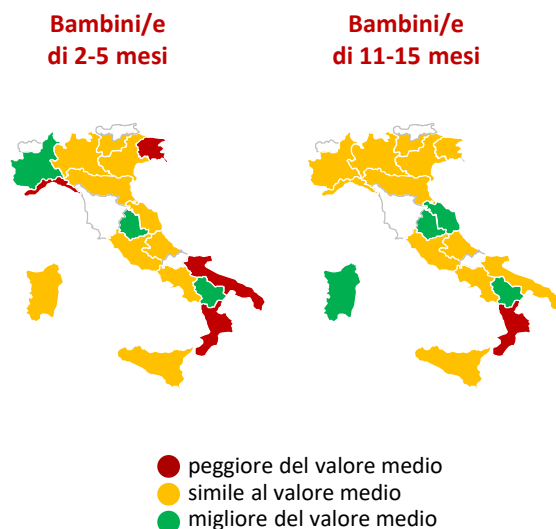 Bambini/e
di 2-5 mesi
Bambini/e
di 11-15 mesi
peggiore del valore medio
simile al valore medio
migliore del valore medio